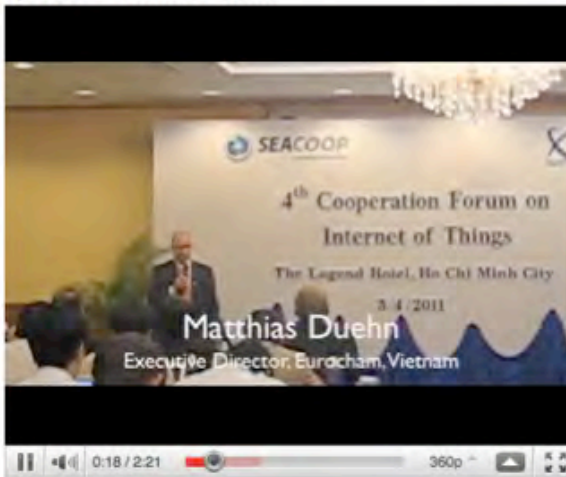 SEACOOP
4th Cooperation Forum on
Internet of Things
The Legend Hotel, Ho Chi Minh City
3/4/2011
Matthias Duehn
Executive Director, Eurocham, Vietnam
0:18 / 2:21
360p